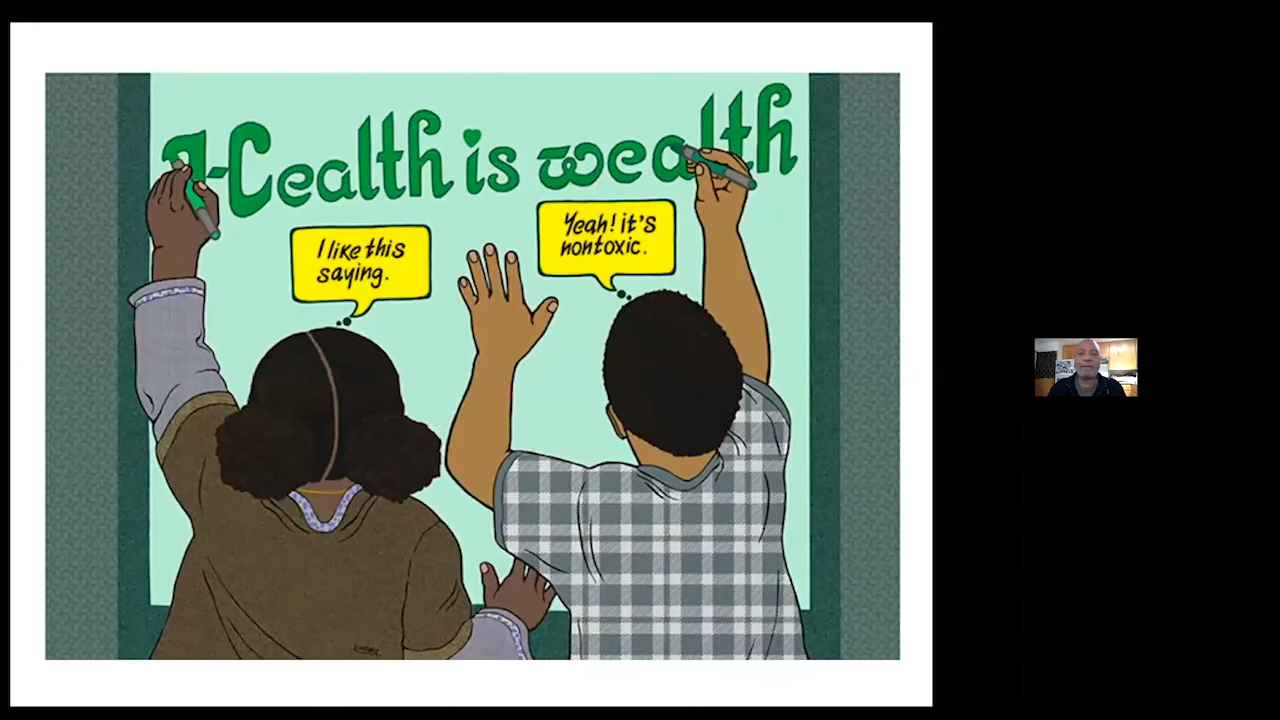 Health is wealth
I like this
saying.
Yeah! it's
nontoxic.